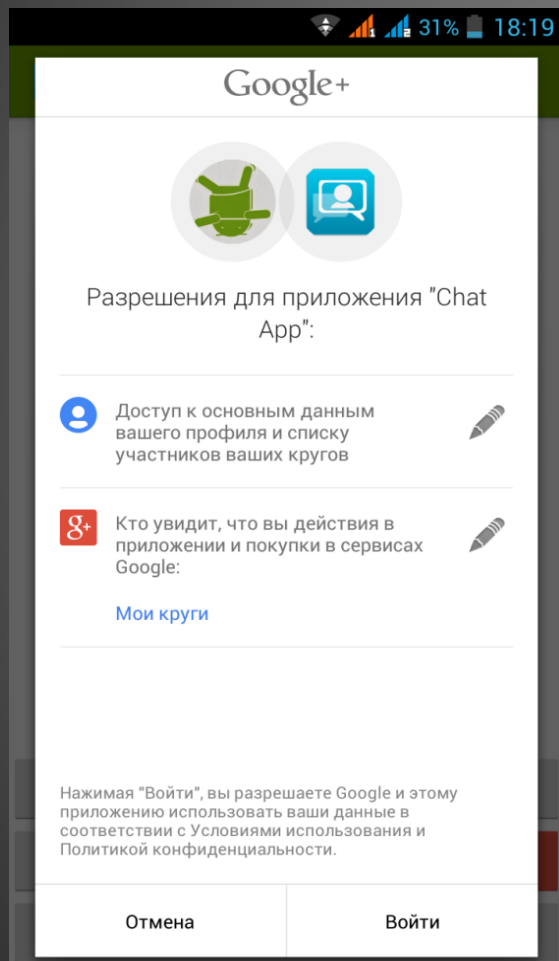 31% 18:19
Google+
Разрешения для приложения "Chat
App":
Доступ к основным данным
вашего профиля и списку
участников ваших кругов
g+
Кто увидит, что вы действия в
приложении и покупки в сервисах
Google:
Мои круги
Нажимая "Войти", вы разрешаете Google и этому
приложению использовать ваши данные в
соответствии с Условиями использования и
Политикой конфиденциальности.
Отмена Войти